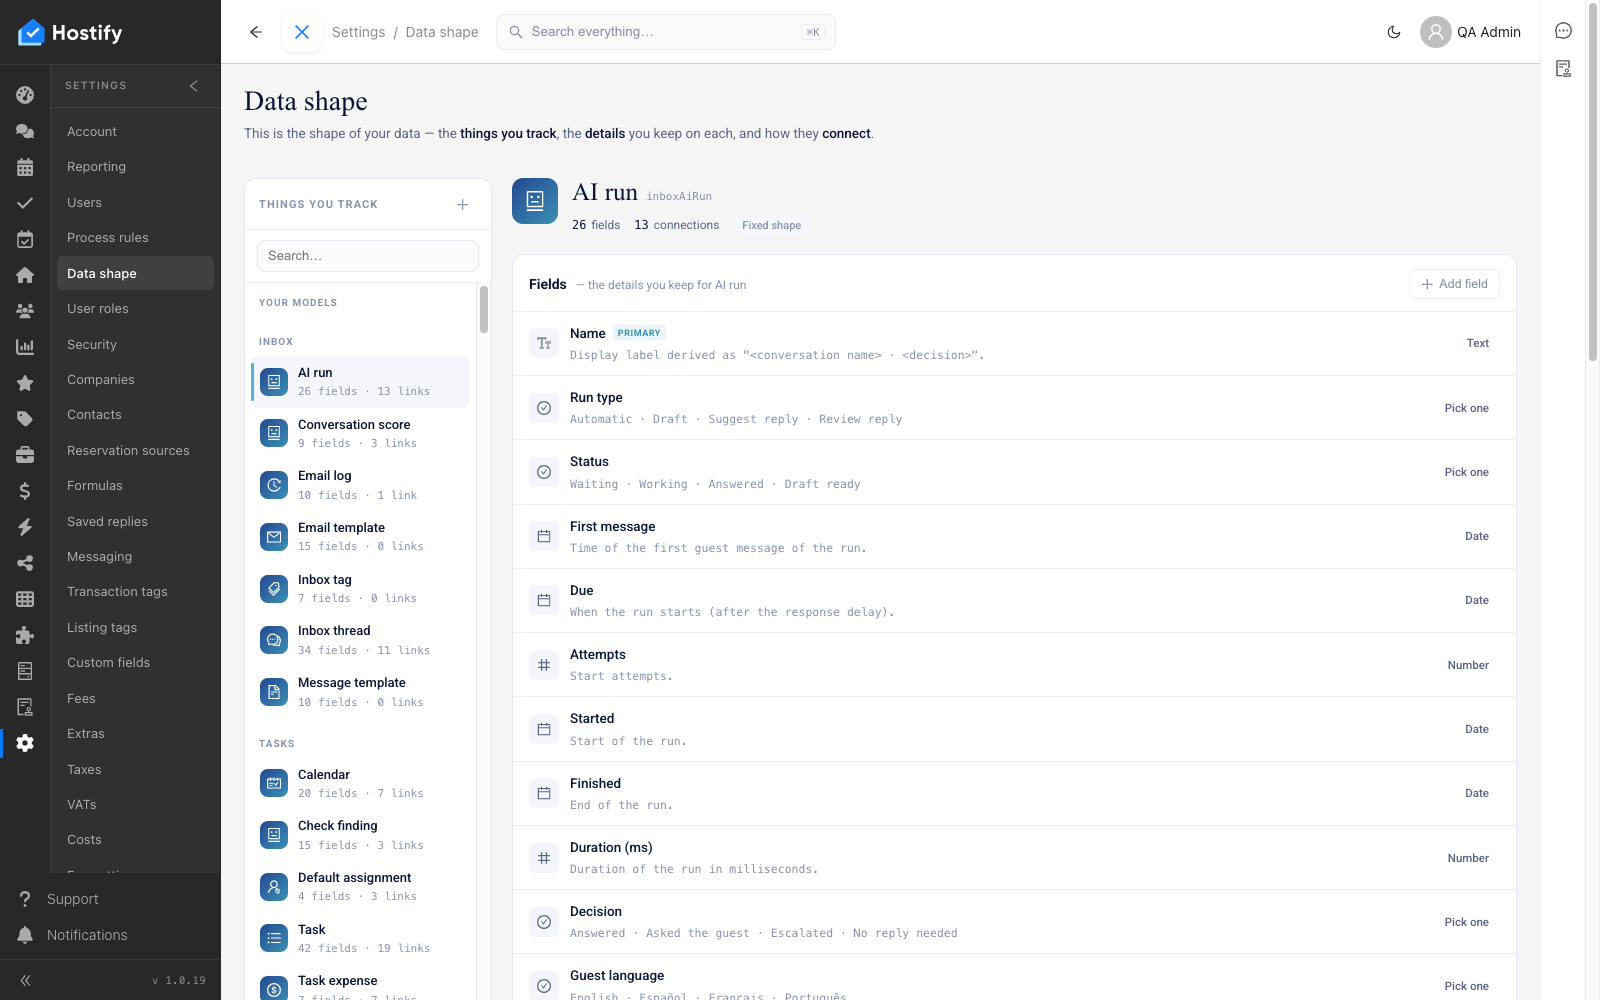 Hostify
Settings / Data shape
Search everything...
⌘K
QA Admin
SETTINGS
Account
Reporting
Users
Process rules
Data shape
User roles
Security
Companies
Contacts
Reservation sources
Formulas
Saved replies
Messaging
Transaction tags
Listing tags
Custom fields
Fees
Extras
Taxes
VATs
Costs
Support
Notifications
v 1.0.19
Data shape
This is the shape of your data — the things you track, the details you keep on each, and how they connect.
THINGS YOU TRACK
Search...
YOUR MODELS
INBOX
AI run
26 fields · 13 links
Conversation score
9 fields · 3 links
Email log
10 fields · 1 link
Email template
15 fields · 0 links
Inbox tag
7 fields · 0 links
Inbox thread
34 fields · 11 links
Message template
10 fields · 0 links
TASKS
Calendar
20 fields · 7 links
Check finding
15 fields · 3 links
Default assignment
4 fields · 3 links
Task
42 fields · 19 links
Task expense
7 fields · 7 links
AI run inboxAiRun
26 fields 13 connections Fixed shape
Fields — the details you keep for AI run
Add field
Name PRIMARY
Display label derived as "<conversation name> · <decision>".
Text
Run type
Automatic · Draft · Suggest reply · Review reply
Pick one
Status
Waiting · Working · Answered · Draft ready
Pick one
First message
Time of the first guest message of the run.
Date
Due
When the run starts (after the response delay).
Date
Attempts
Start attempts.
Number
Started
Start of the run.
Date
Finished
End of the run.
Date
Duration (ms)
Duration of the run in milliseconds.
Number
Decision
Answered · Asked the guest · Escalated · No reply needed
Pick one
Guest language
English · Español · Français · Português
Pick one